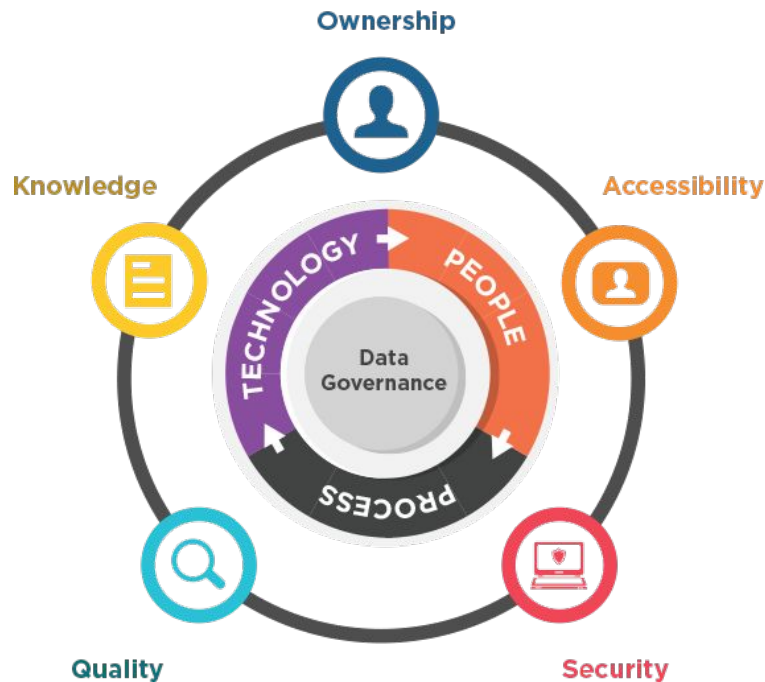 Ownership
Knowledge
Accessibility
TECHNOLOGY
PEOPLE
Data
Governance
PROCESS
Quality
Security